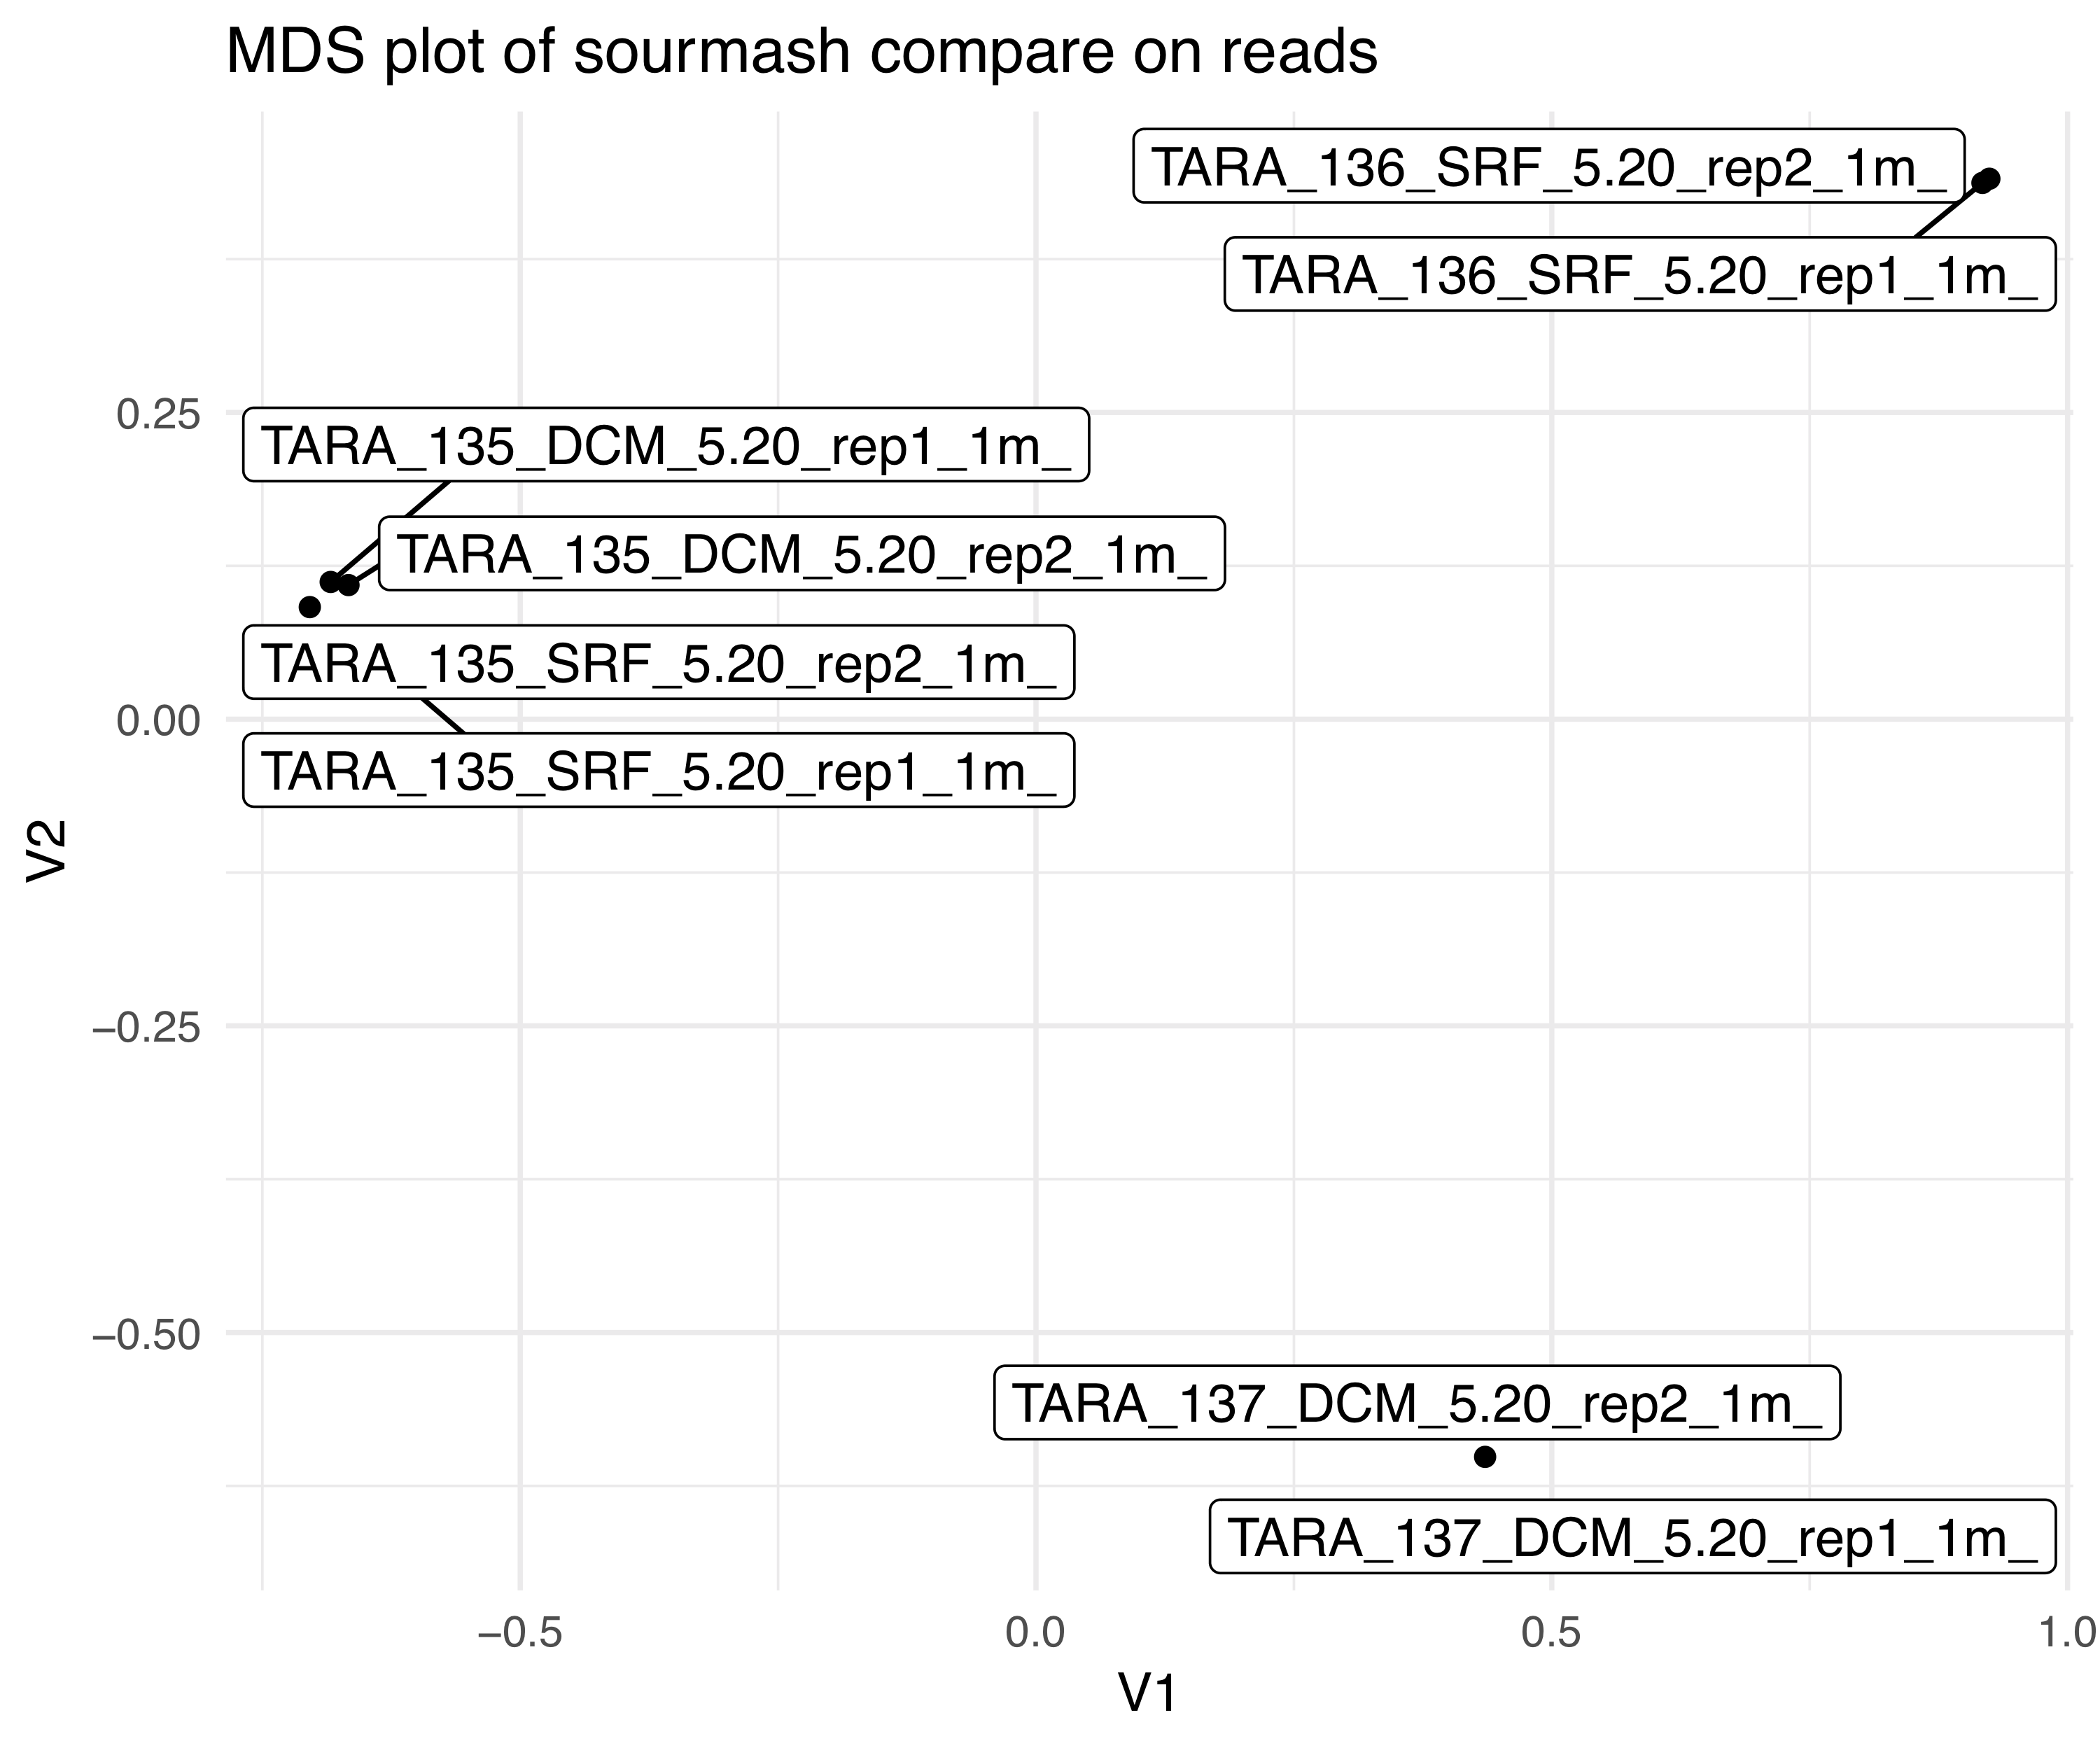 MDS plot of sourmash compare on reads
TARA_136_SRF_5.20_rep2_1m_
TARA_136_SRF_5.20_rep1_1m_
0.25
TARA_135_DCM_5.20_rep1_1m_
TARA_135_DCM_5.20_rep2_1m_
TARA_135_SRF_5.20_rep2_1m_
0.00
TARA_135_SRF_5.20_rep1_1m_
V2
−0.25
−0.50
TARA_137_DCM_5.20_rep2_1m_
TARA_137_DCM_5.20_rep1_1m_
−0.5 0.0 0.5 1.0
V1